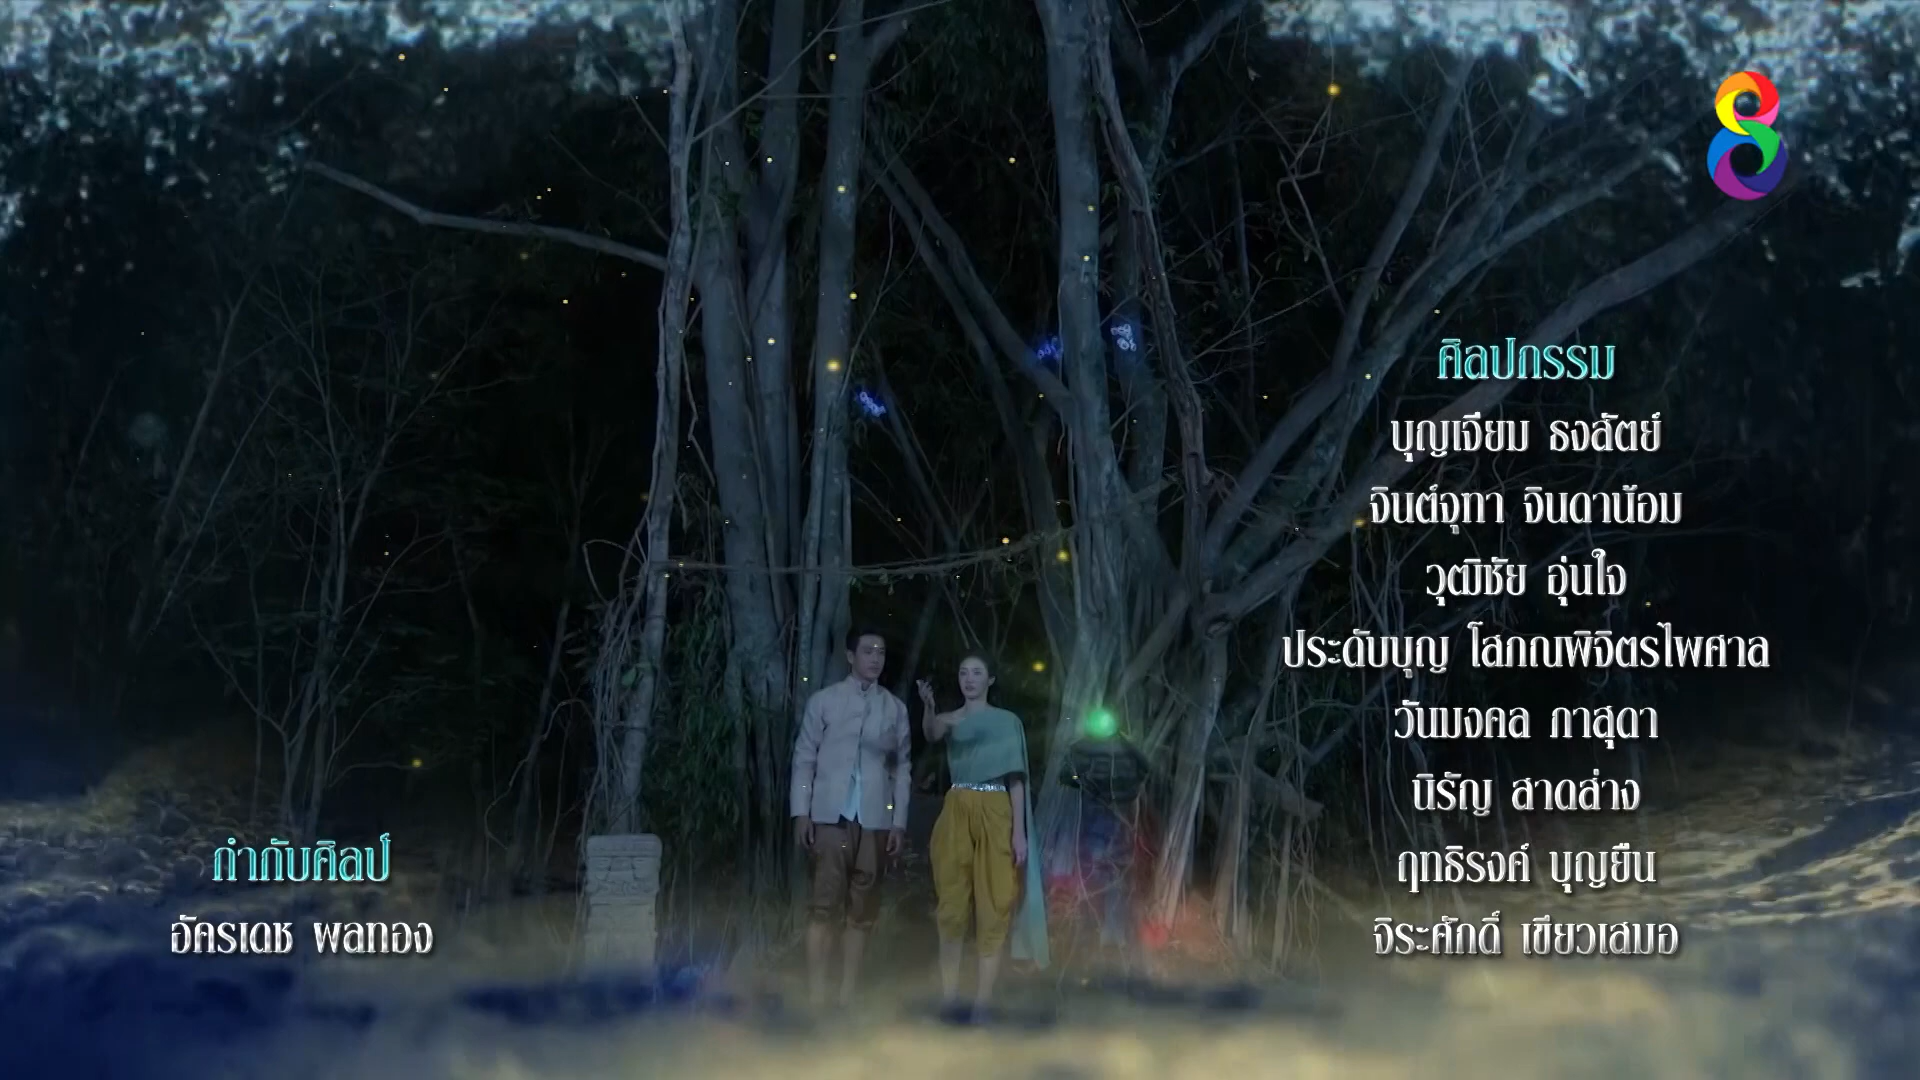 กำกับศิลป์
อัครเดช ผลทอง
ศิลปกรรม
บุญเจียม ธงสัตย์
จินต์จุฑา จินดาน้อม
วุฒิชัย อุ่นใจ
ประดับบุญ โสภณพิจิตรไพศาล
วันมงคล ภาสุดา
นิรัญ สาดส่าง
ฤทธิรงค์ บุญยืน
จิระศักดิ์ เขียวเสมอ
8